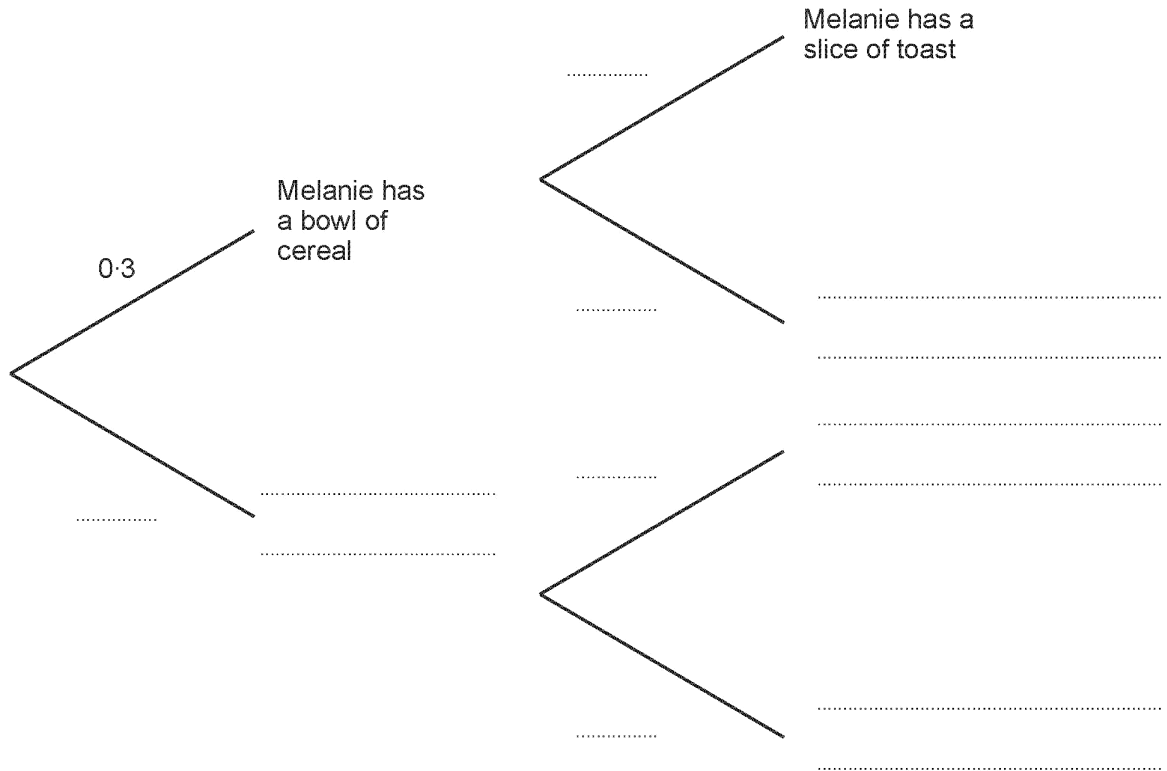 Melanie has a
slice of toast
Melanie has
a bowl of
cereal
0·3